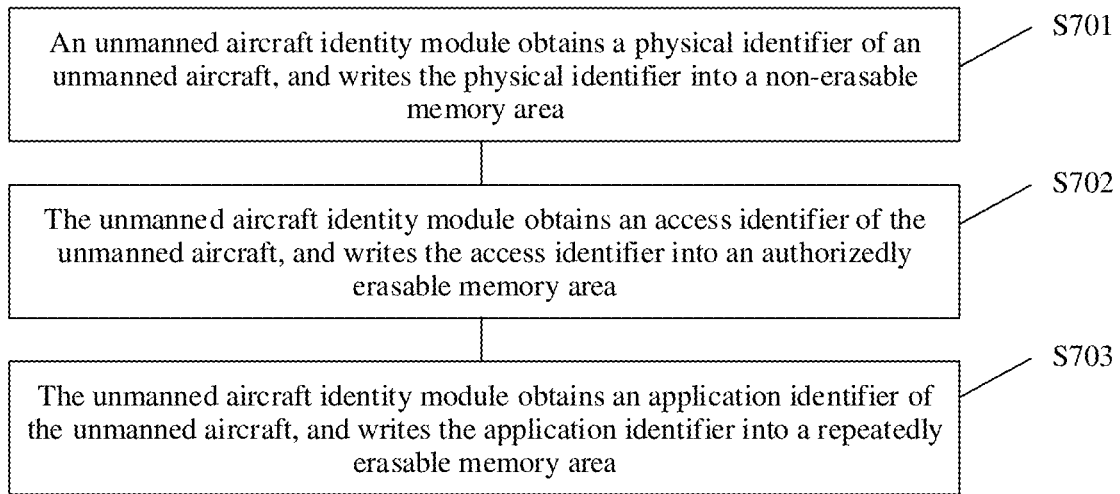 An unmanned aircraft identity module obtains a physical identifier of an
unmanned aircraft, and writes the physical identifier into a non-erasable
memory area
S701
The unmanned aircraft identity module obtains an access identifier of the
unmanned aircraft, and writes the access identifier into an authorizedly
erasable memory area
S702
The unmanned aircraft identity module obtains an application identifier of
the unmanned aircraft, and writes the application identifier into a repeatedly
erasable memory area
S703